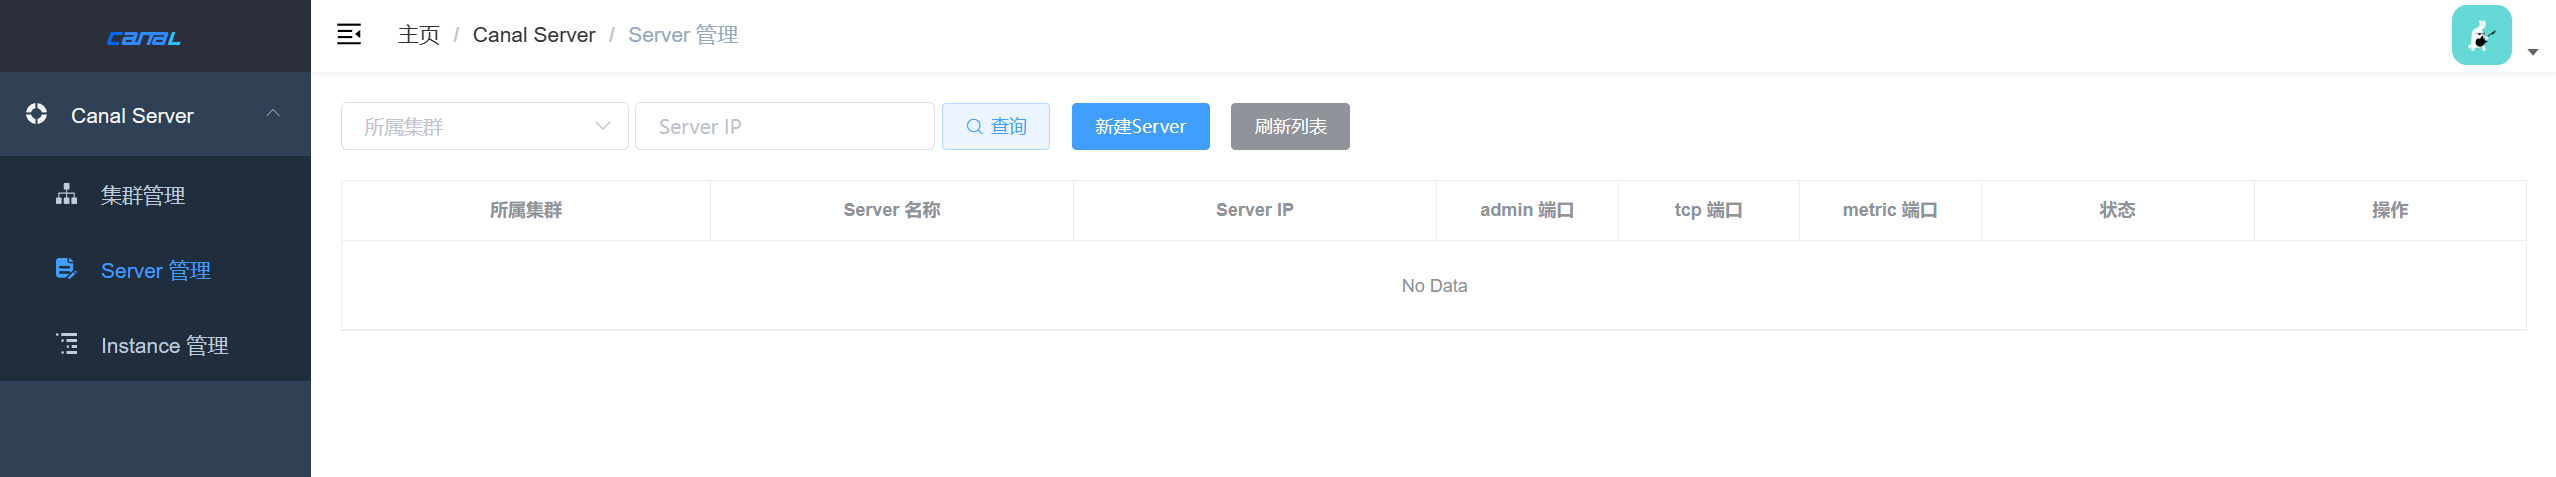 canal
主页 / Canal Server / Server 管理
Canal Server
集群管理
Server 管理
Instance 管理
所属集群 Server IP 查询 新建Server 刷新列表
所属集群 Server 名称 Server IP admin 端口 tcp 端口 metric 端口 状态 操作
No Data